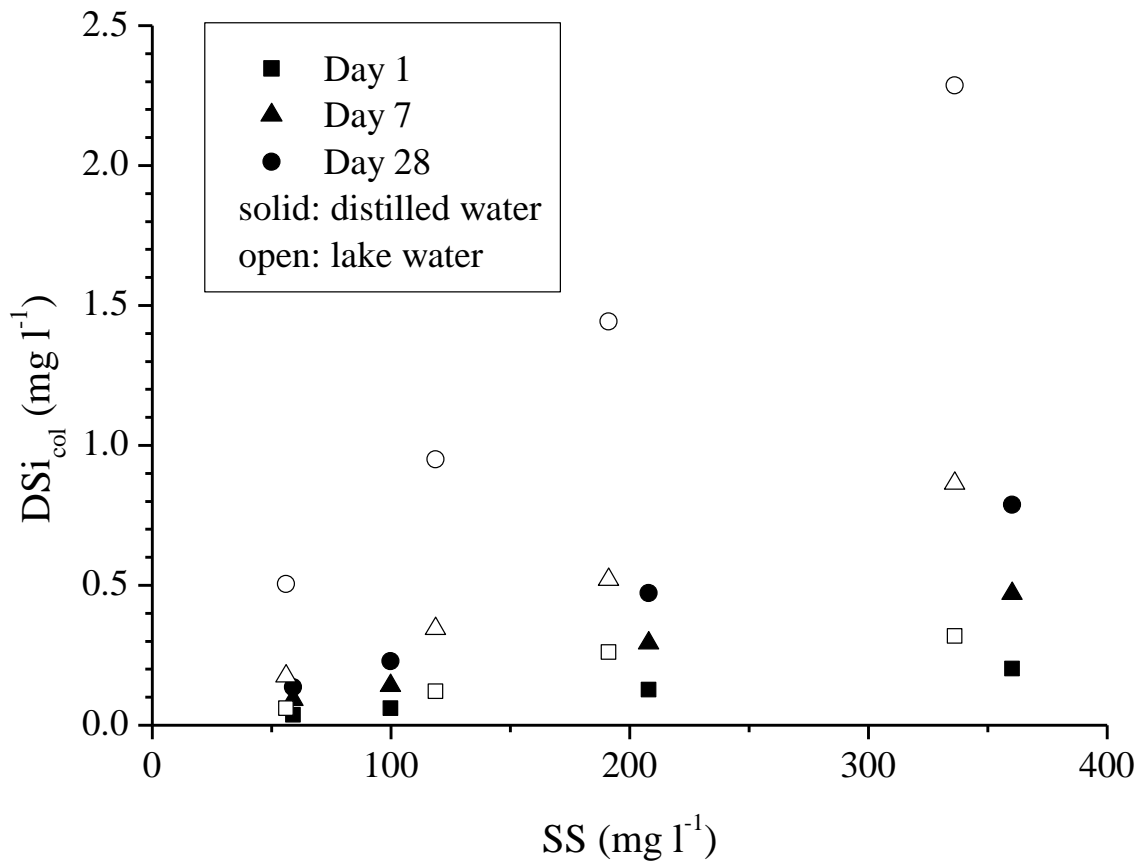 2.5
2.0
1.5
1.0
0.5
0.0
DSi_col (mg l^-1)
Day 1
Day 7
Day 28
solid: distilled water
open: lake water
0 100 200 300 400
SS (mg l^-1)